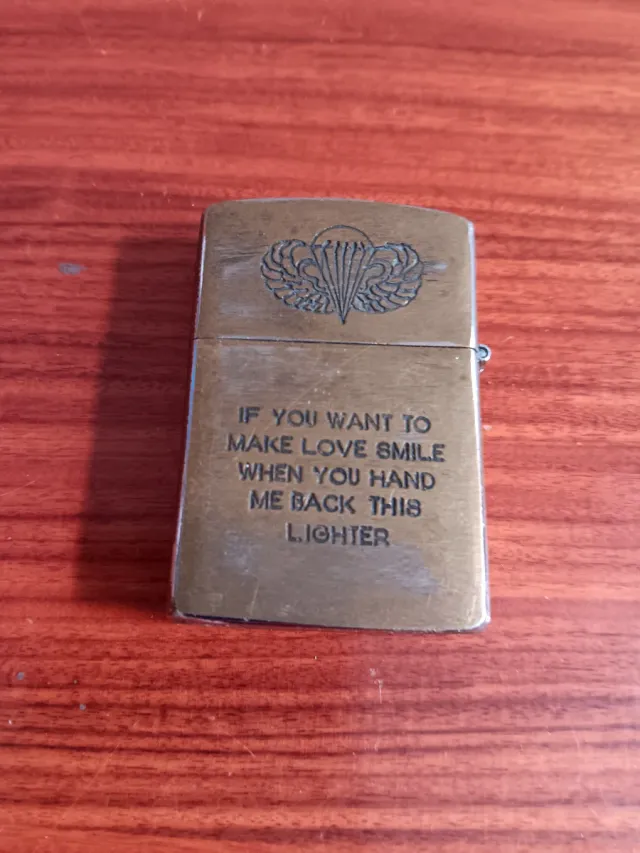 IF YOU WANT TO
MAKE LOVE SMILE
WHEN YOU HAND
ME BACK THIS
LIGHTER